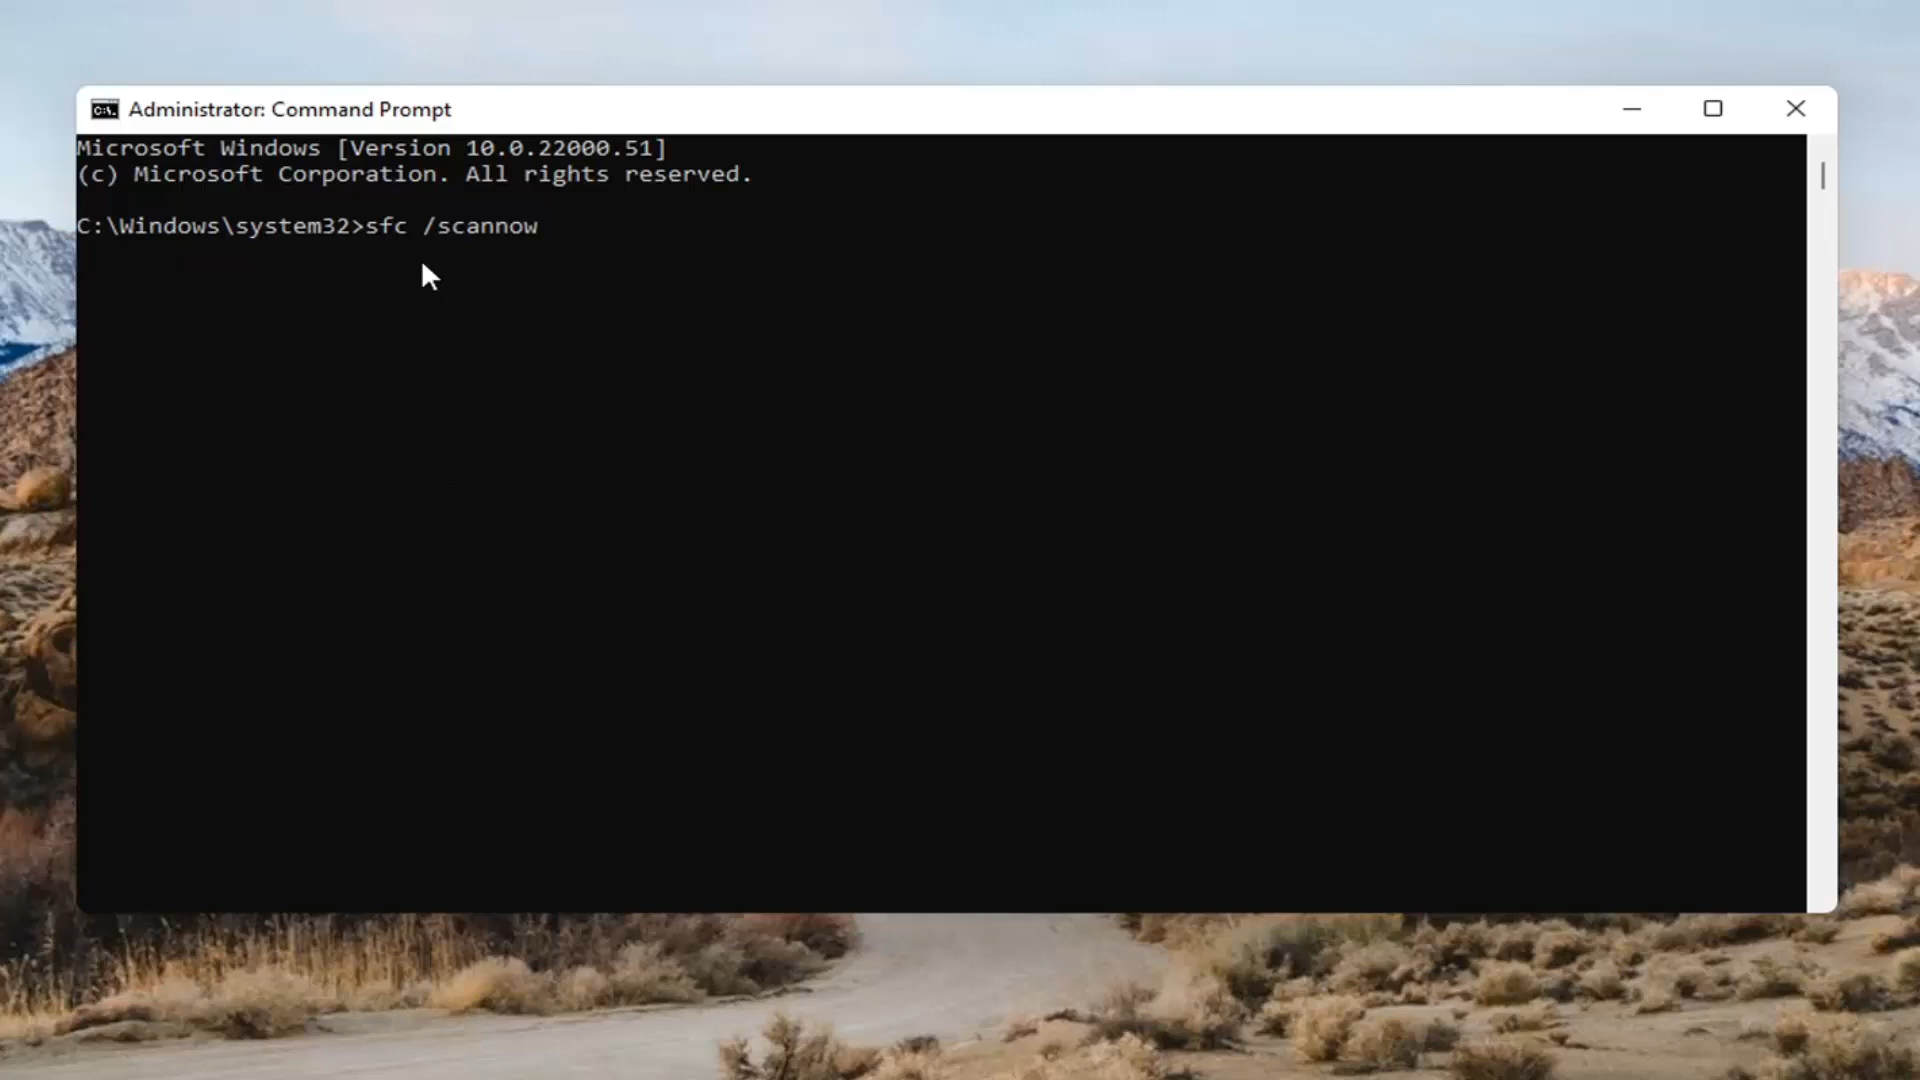 Administrator: Command Prompt
Microsoft Windows [Version 10.0.22000.51]
(c) Microsoft Corporation. All rights reserved.
C:\Windows\system32>sfc /scannow